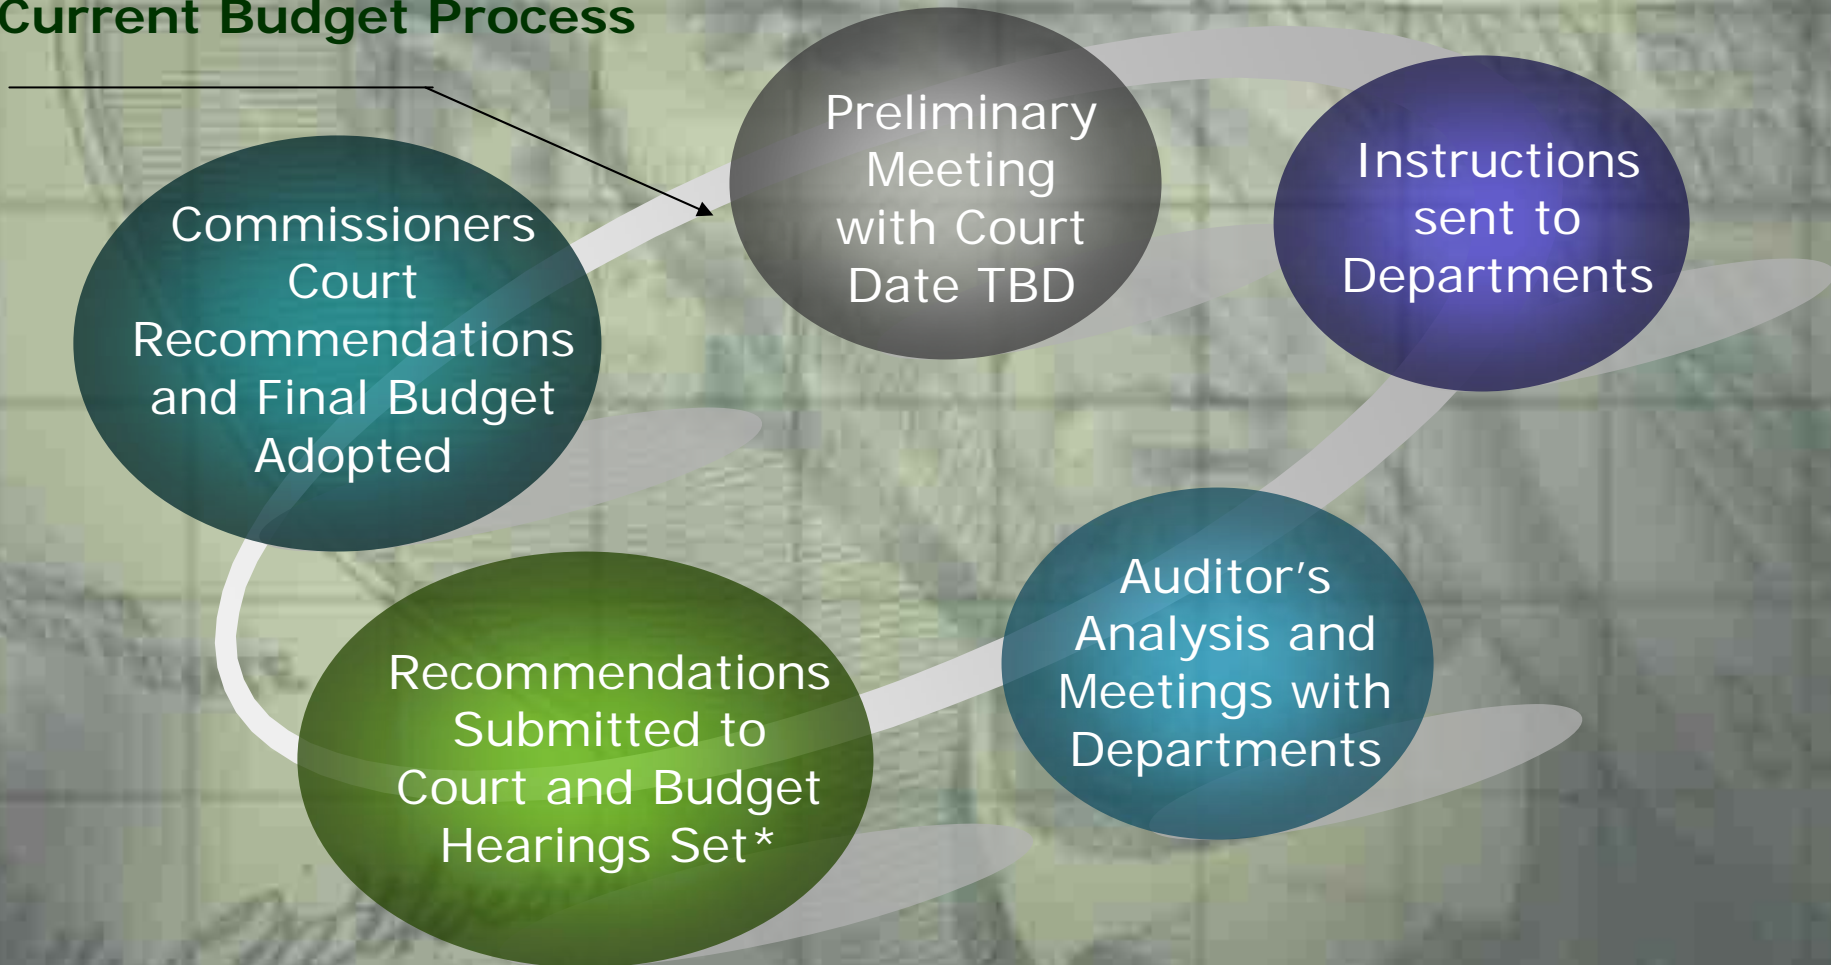 Current Budget Process
Preliminary
Meeting
with Court
Date TBD
Instructions
sent to
Departments
Auditor’s
Analysis and
Meetings with
Departments
Recommendations
Submitted to
Court and Budget
Hearings Set*
Commissioners
Court
Recommendations
and Final Budget
Adopted